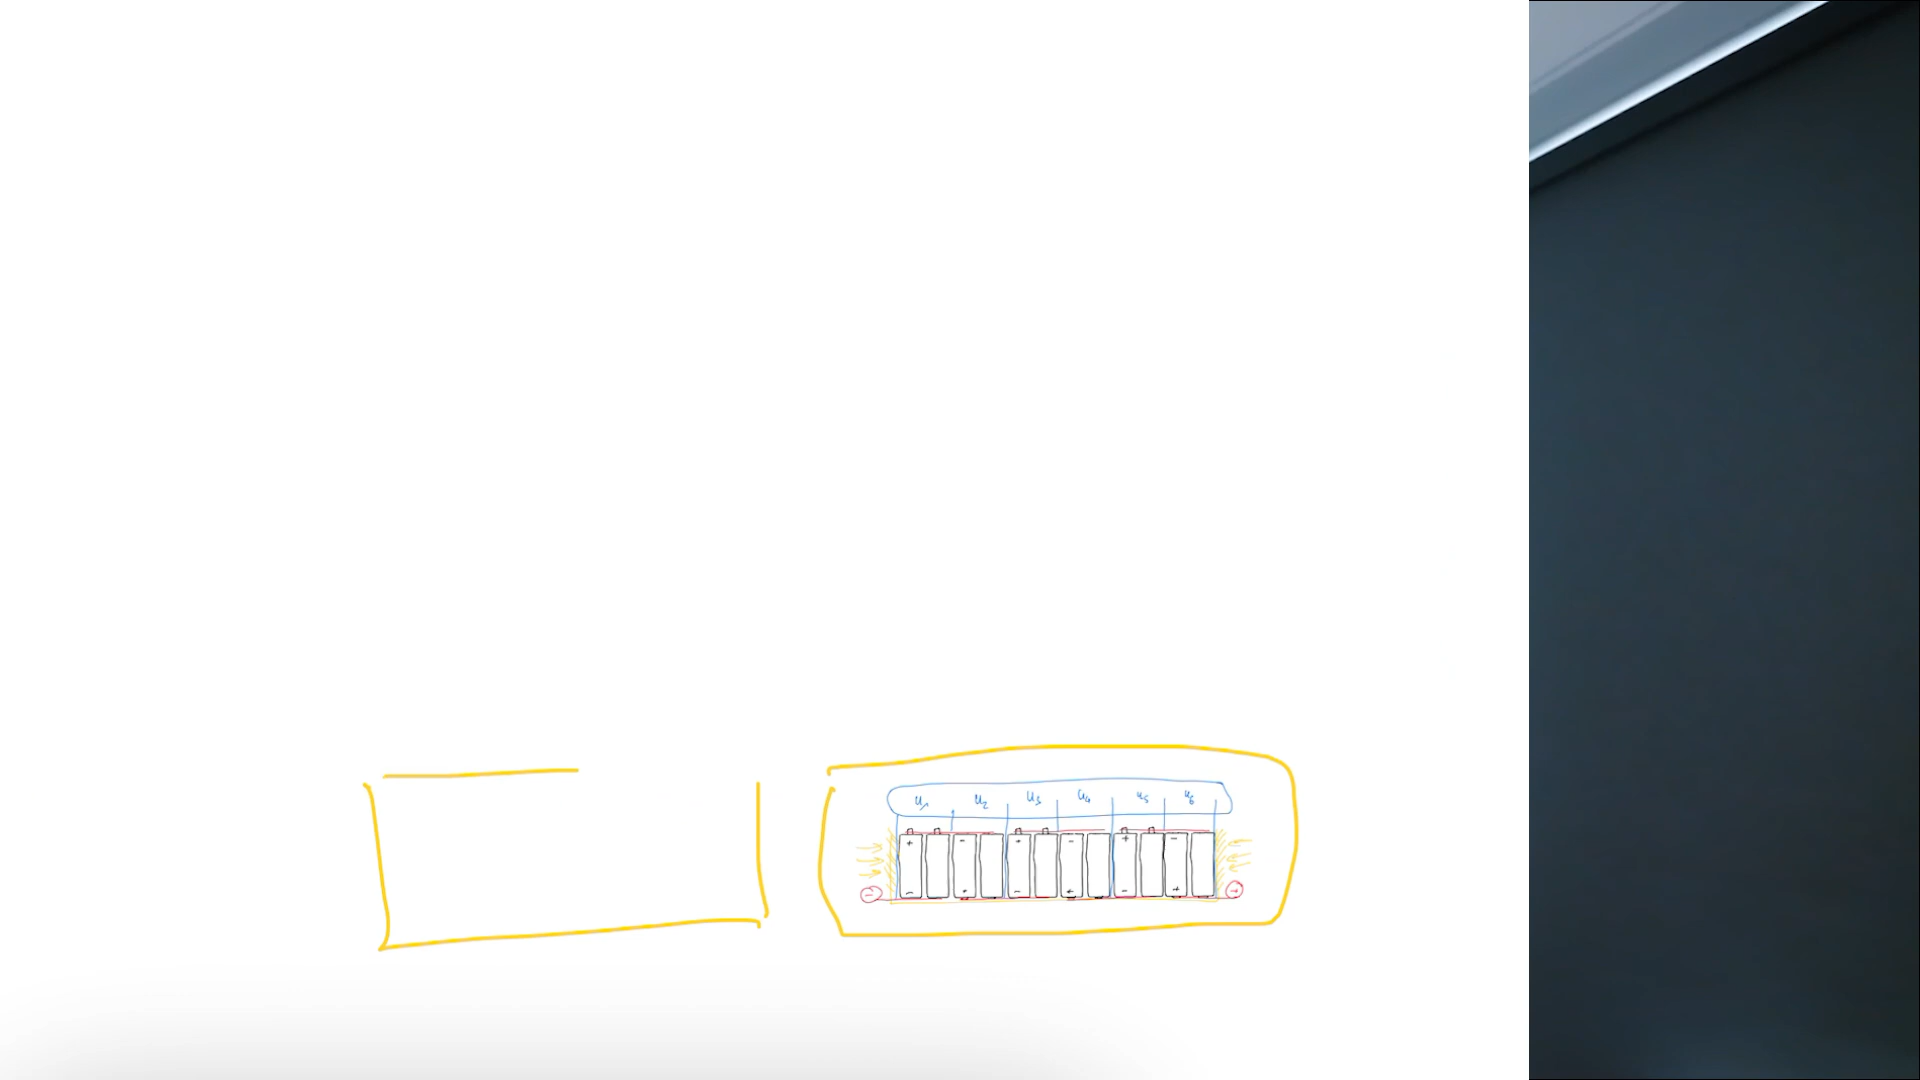 U1 U2 U3 U4 U5 U6
+ - + - + -
- + - + - +
- +